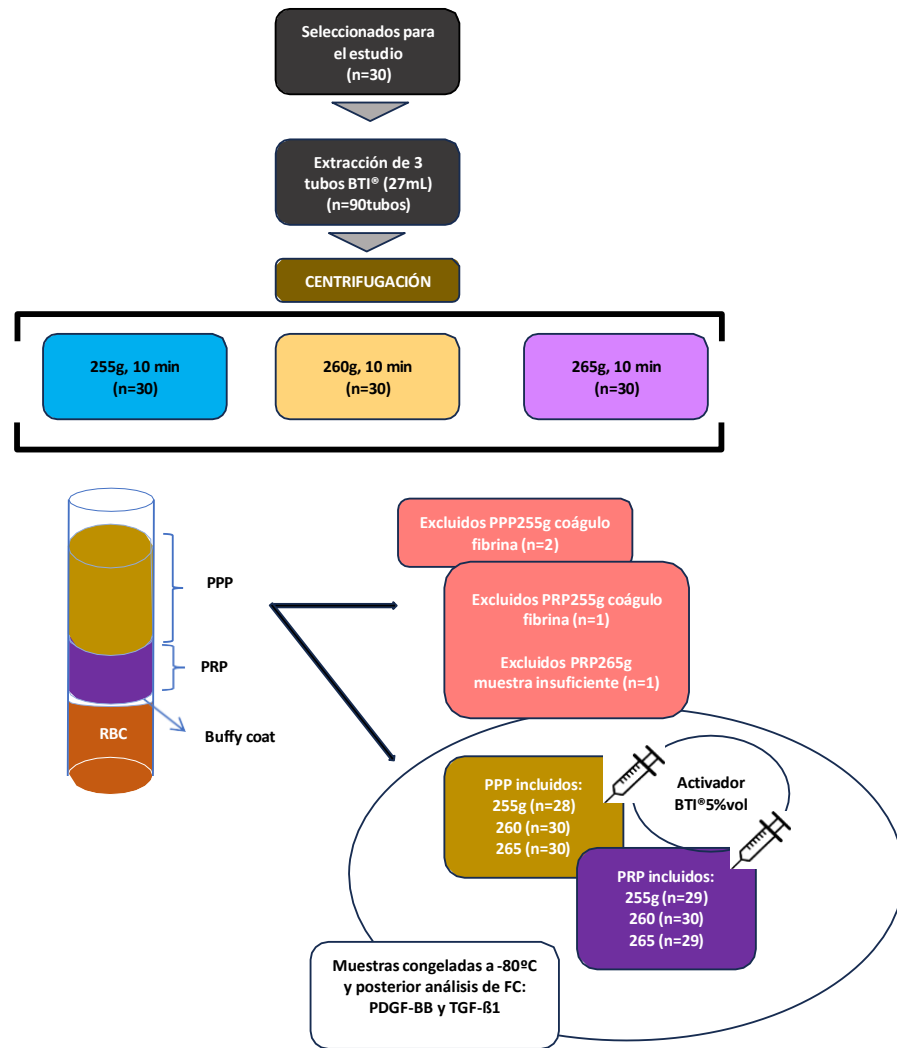 Seleccionados para
el estudio
(n=30)
Extracción de 3
tubos BTI® (27mL)
(n=90tubos)
CENTRIFUGACIÓN
255g, 10 min
(n=30)
260g, 10 min
(n=30)
265g, 10 min
(n=30)
PPP
PRP
RBC
Buffy coat
Excluidos PPP255g coágulo
fibrina (n=2)
Excluidos PRP255g coágulo
fibrina (n=1)
Excluidos PRP265g
muestra insuficiente (n=1)
PPP incluidos:
255g (n=28)
260 (n=30)
265 (n=30)
Activador
BTI®5%vol
PRP incluidos:
255g (n=29)
260 (n=30)
265 (n=29)
Muestras congeladas a -80ºC
y posterior análisis de FC:
PDGF-BB y TGF-ß1